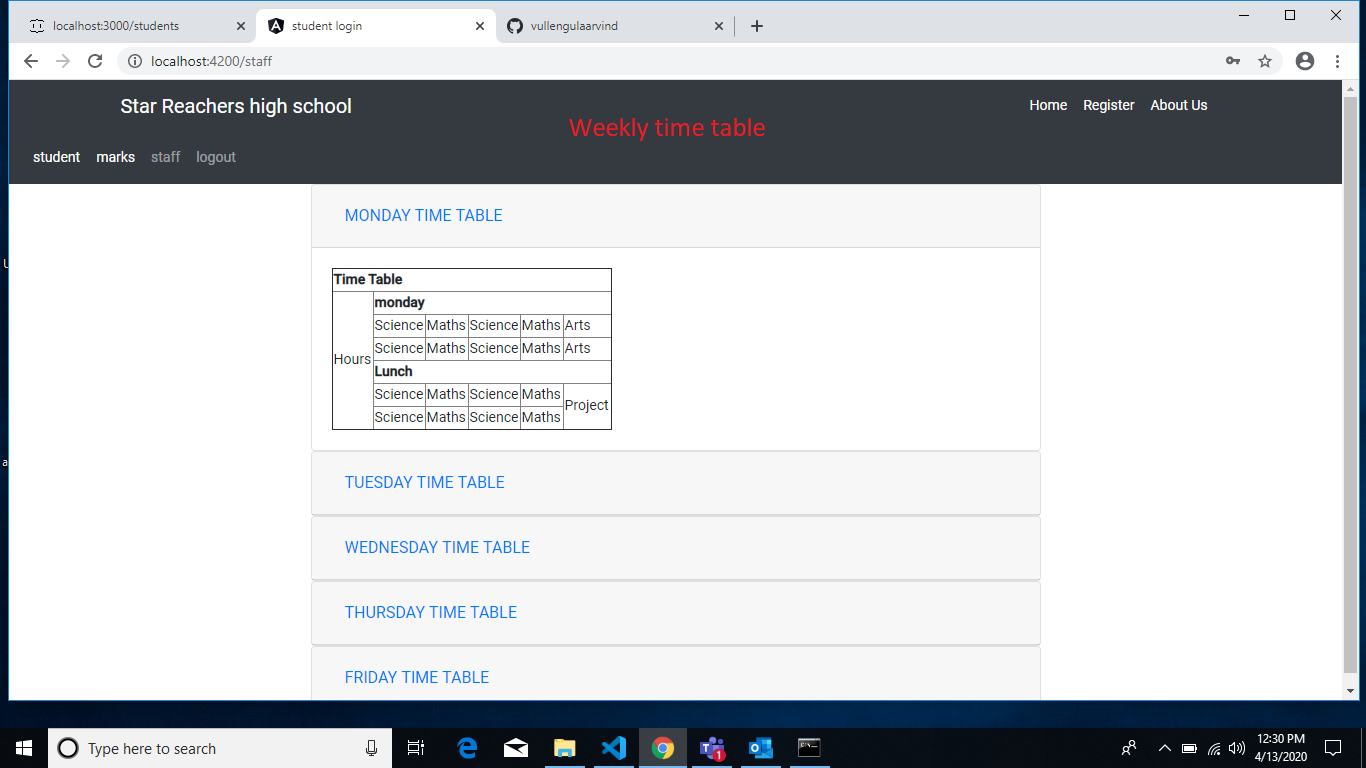 localhost:3000/students
student login
vullengulaarvind
localhost:4200/staff
Star Reachers high school
Home Register About Us
Weekly time table
student marks staff logout
MONDAY TIME TABLE
Time Table
monday
Science Maths Science Maths Arts
Science Maths Science Maths Arts
Hours
Lunch
Science Maths Science Maths
Project
Science Maths Science Maths
TUESDAY TIME TABLE
WEDNESDAY TIME TABLE
THURSDAY TIME TABLE
FRIDAY TIME TABLE
Type here to search
1
12:30 PM
4/13/2020